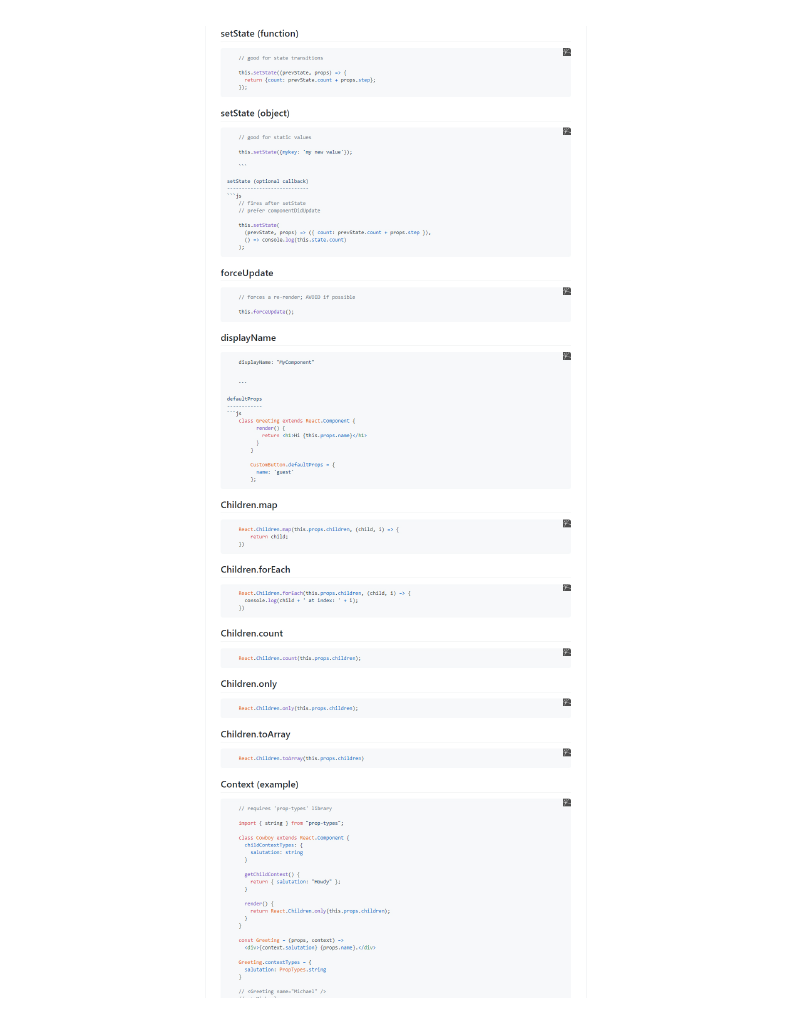 setState (function)
// good for state transitions
this.setState((prevState, props) => {
return {count: prevState.count + props.step};
});
setState (object)
// good for static values
this.setState({mykey: 'my new value'});
```
setState (optional callback)
---------------------------
```js
// fires after setState
// prefer componentDidUpdate
this.setState(
(prevState, props) => ({ count: prevState.count + props.step }),
() => console.log(this.state.count)
);
forceUpdate
// forces a re-render; AVOID if possible
this.forceUpdate();
displayName
displayName: "MyComponent"
```
defaultProps
------------
```js
class Greeting extends React.Component {
render() {
return <h1>Hi {this.props.name}</h1>
}
}
CustomButton.defaultProps = {
name: 'guest'
};
Children.map
React.Children.map(this.props.children, (child, i) => {
return child;
})
Children.forEach
React.Children.forEach(this.props.children, (child, i) => {
console.log(child + ' at index: ' + i);
})
Children.count
React.Children.count(this.props.children);
Children.only
React.Children.only(this.props.children);
Children.toArray
React.Children.toArray(this.props.children)
Context (example)
// requires 'prop-types' library
import { string } from "prop-types";
class Cowboy extends React.Component {
childContextTypes: {
salutation: string
}
getChildContext() {
return { salutation: "Howdy" };
}
render() {
return React.Children.only(this.props.children);
}
}
const Greeting = (props, context) =>
<div>{context.salutation} {props.name}.</div>
Greeting.contextTypes = {
salutation: PropTypes.string
}
// <Greeting name="Michael" />